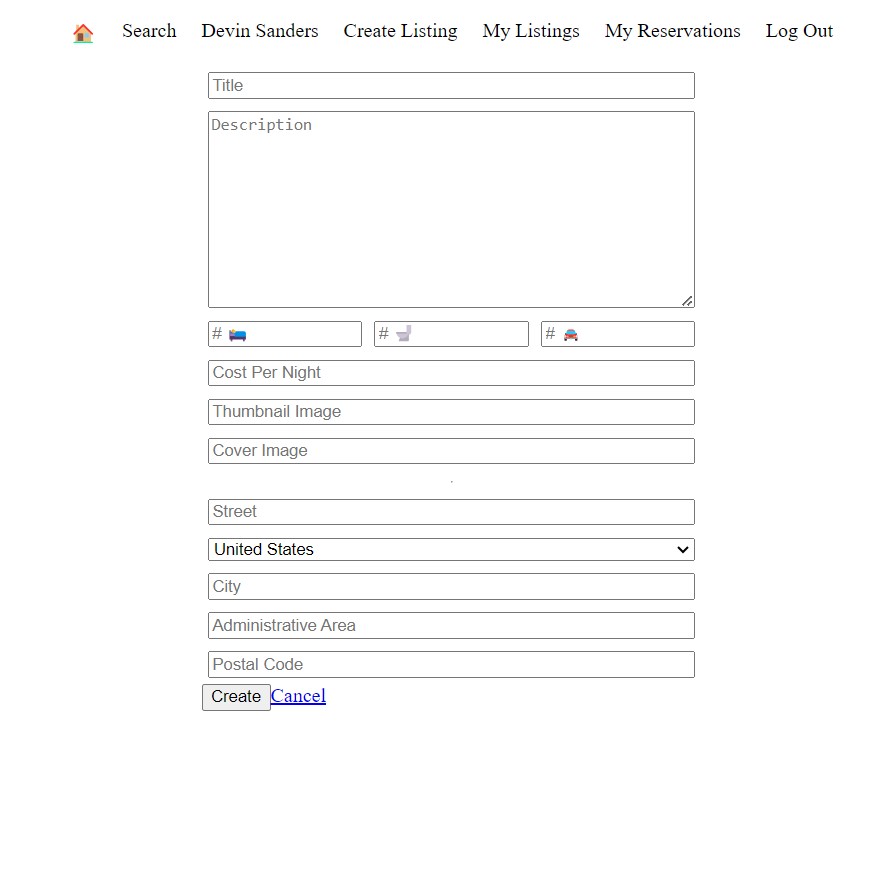 Search Devin Sanders Create Listing My Listings My Reservations Log Out
Title
Description
# # #
Cost Per Night
Thumbnail Image
Cover Image
Street
United States
City
Administrative Area
Postal Code
Create Cancel